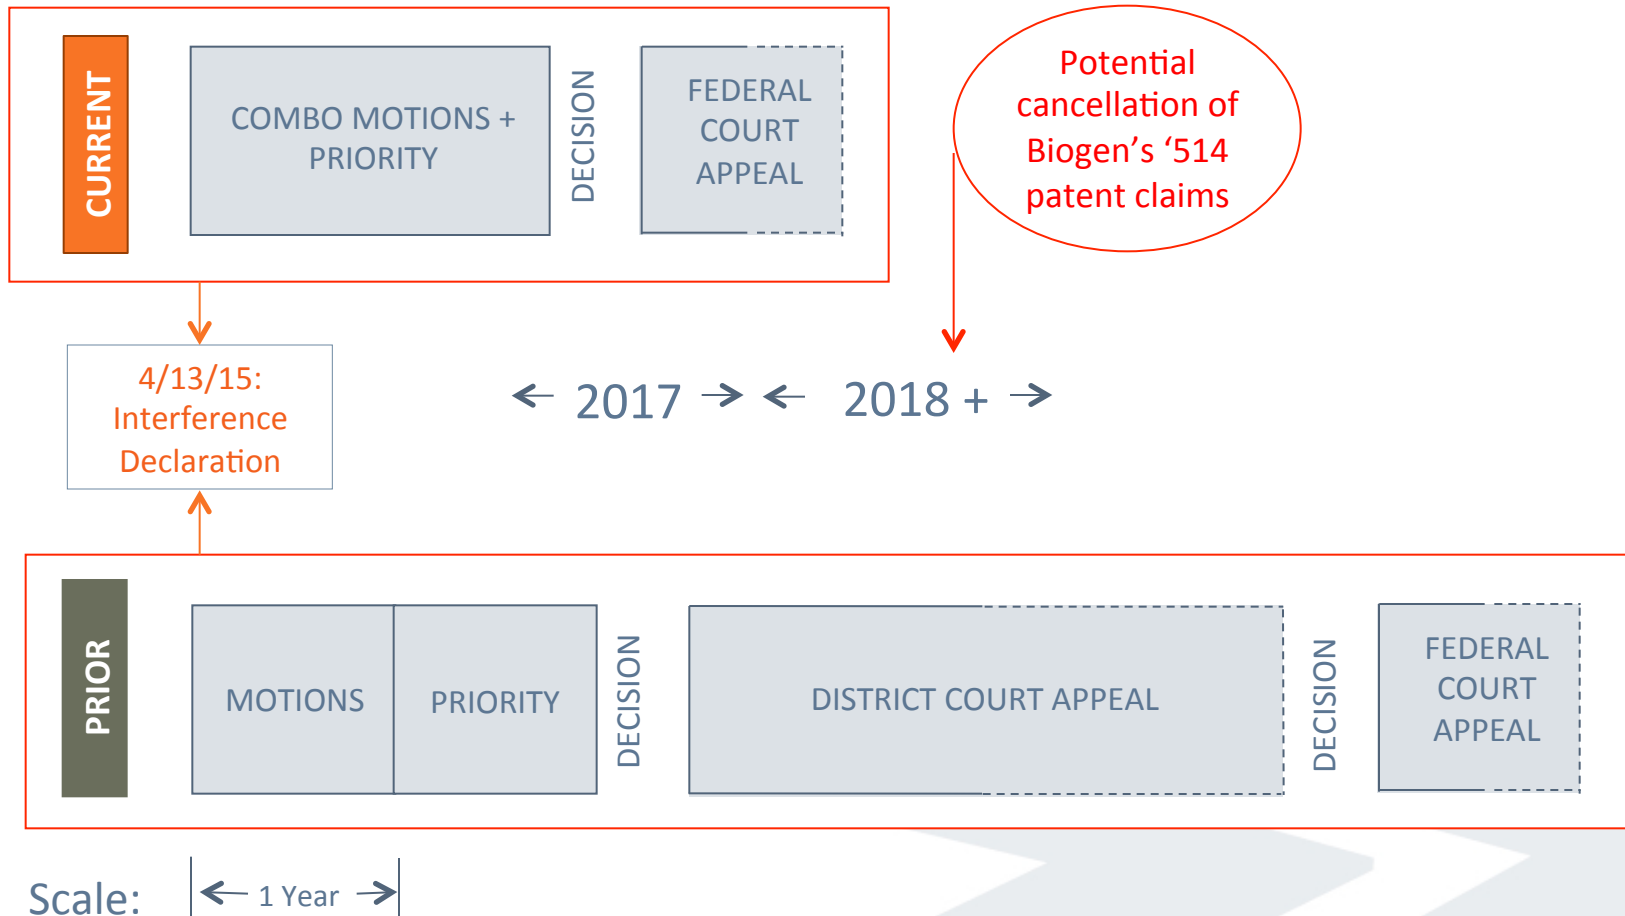 CURRENT
COMBO MOTIONS +
PRIORITY
DECISION
FEDERAL
COURT
APPEAL
Potential
cancellation of
Biogen’s ‘514
patent claims
4/13/15:
Interference
Declaration
2017
2018 +
PRIOR
MOTIONS
PRIORITY
DECISION
DISTRICT COURT APPEAL
DECISION
FEDERAL
COURT
APPEAL
Scale:
1 Year